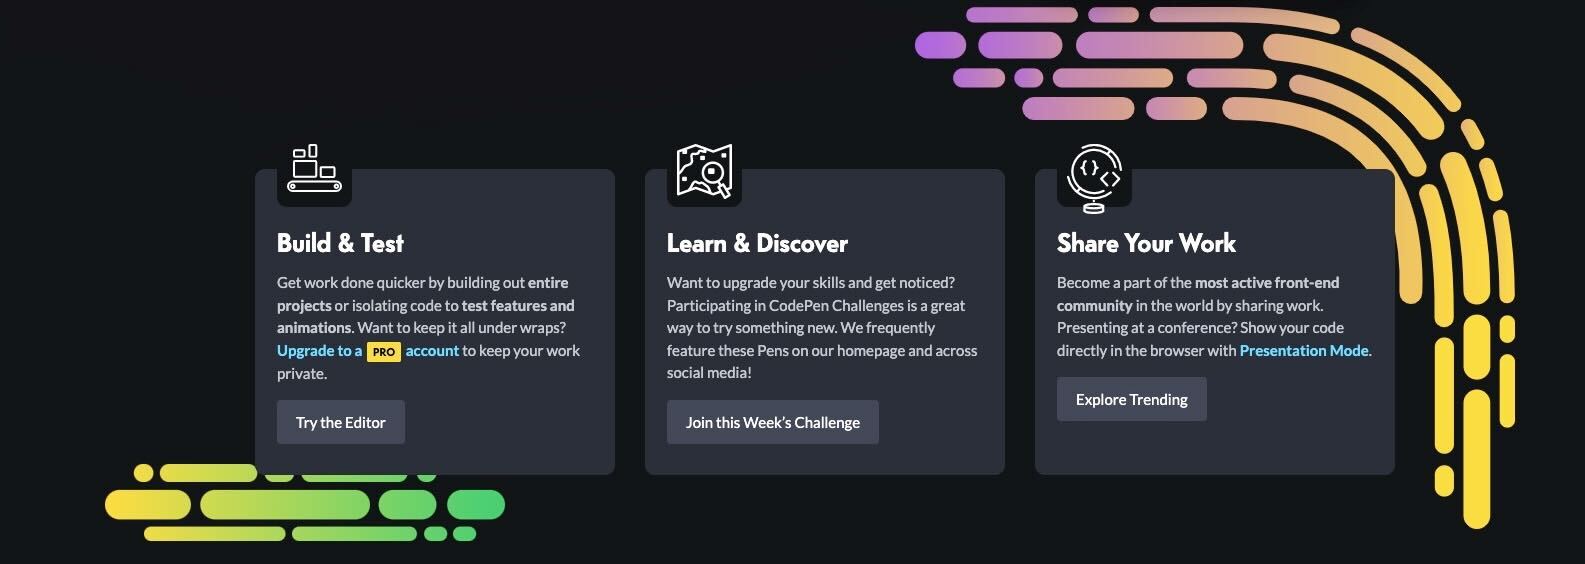 Build & Test
Get work done quicker by building out entire
projects or isolating code to test features and
animations. Want to keep it all under wraps?
Upgrade to a PRO account to keep your work
private.
Try the Editor
Learn & Discover
Want to upgrade your skills and get noticed?
Participating in CodePen Challenges is a great
way to try something new. We frequently
feature these Pens on our homepage and across
social media!
Join this Week’s Challenge
Share Your Work
Become a part of the most active front-end
community in the world by sharing work.
Presenting at a conference? Show your code
directly in the browser with Presentation Mode.
Explore Trending